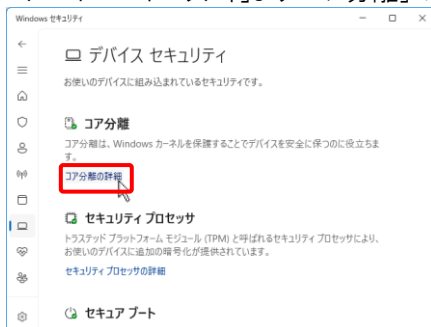 Windows セキュリティ
デバイス セキュリティ
お使いのデバイスに組み込まれているセキュリティです。
コア分離
コア分離は、Windows カーネルを保護することでデバイスを安全に保つのに役立ちま
す。
コア分離の詳細
セキュリティ プロセッサ
トラステッド プラットフォーム モジュール (TPM) と呼ばれるセキュリティ プロセッサにより、
お使いのデバイスに追加の暗号化が提供されています。
セキュリティ プロセッサの詳細
セキュア ブート